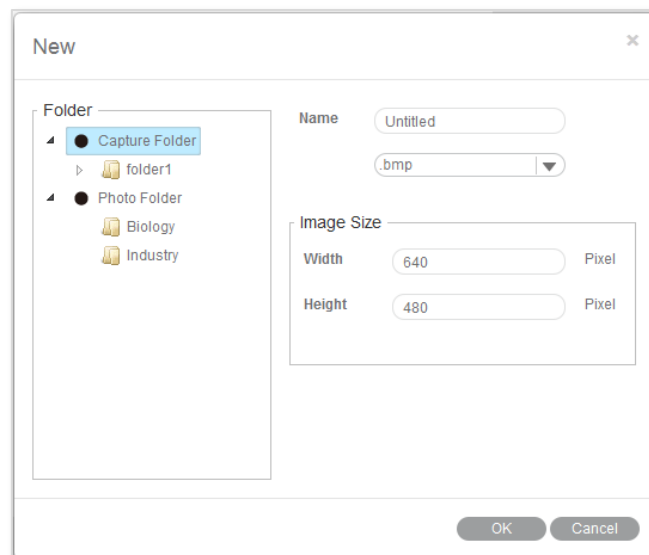 New
×
Folder
Capture Folder
folder1
Photo Folder
Biology
Industry
Name
Untitled
.bmp
Image Size
Width
640
Pixel
Height
480
Pixel
OK
Cancel